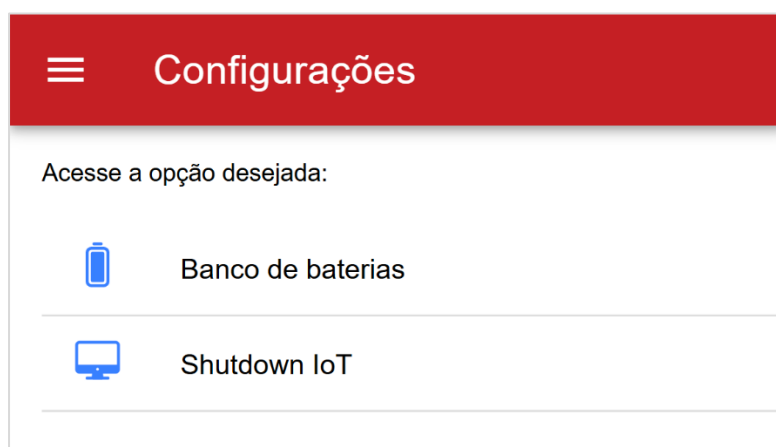 Configurações
Acesse a opção desejada:
Banco de baterias
Shutdown IoT